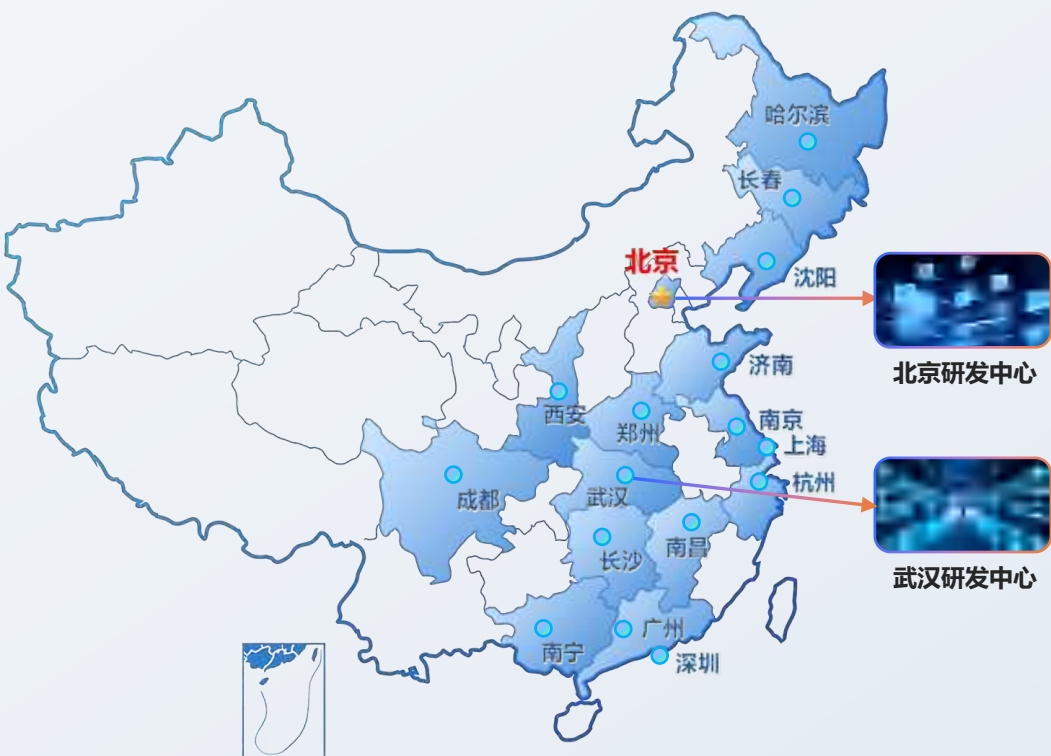 哈尔滨
长春
北京
沈阳
北京研发中心
济南
西安
郑州
南京
上海
成都
武汉
杭州
南昌
长沙
武汉研发中心
广州
南宁
深圳